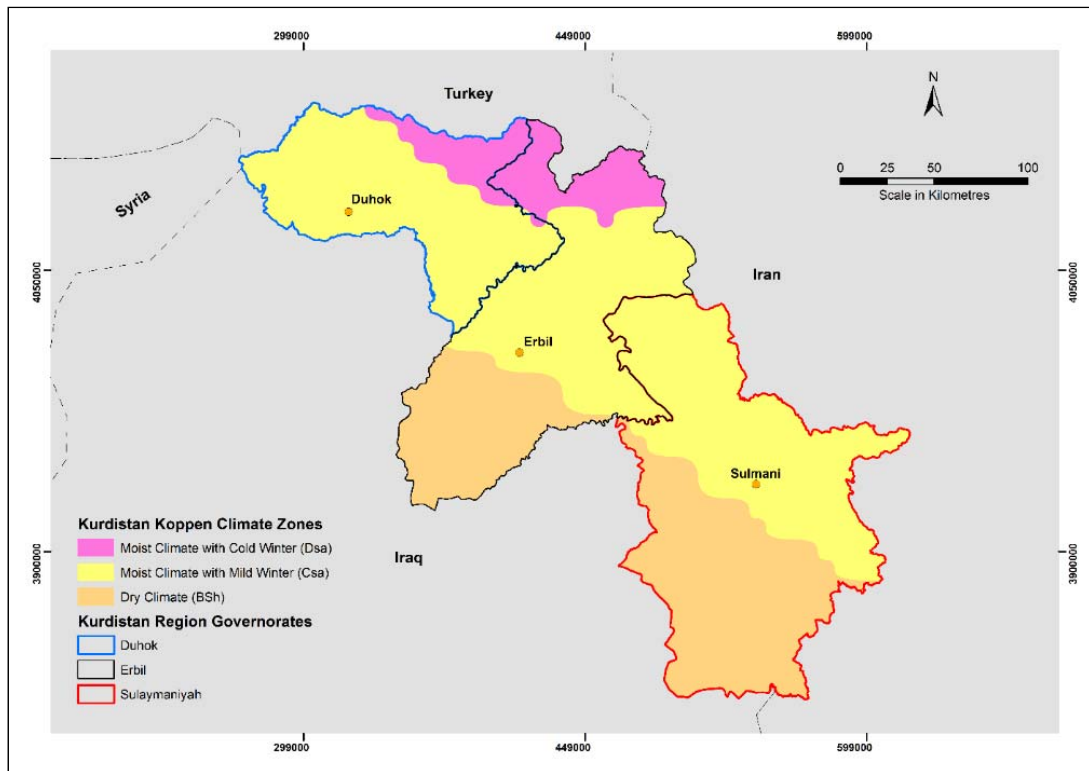 299000 449000 599000
Turkey
N
0 25 50 100
Scale in Kilometres
Syria
Duhok
Iran
4050000 4050000
Erbil
Sulmani
Kurdistan Koppen Climate Zones
Moist Climate with Cold Winter (Dsa)
Iraq
3900000 3900000
Moist Climate with Mild Winter (Csa)
Dry Climate (BSh)
Kurdistan Region Governorates
Duhok
Erbil
Sulaymaniyah
299000 449000 599000